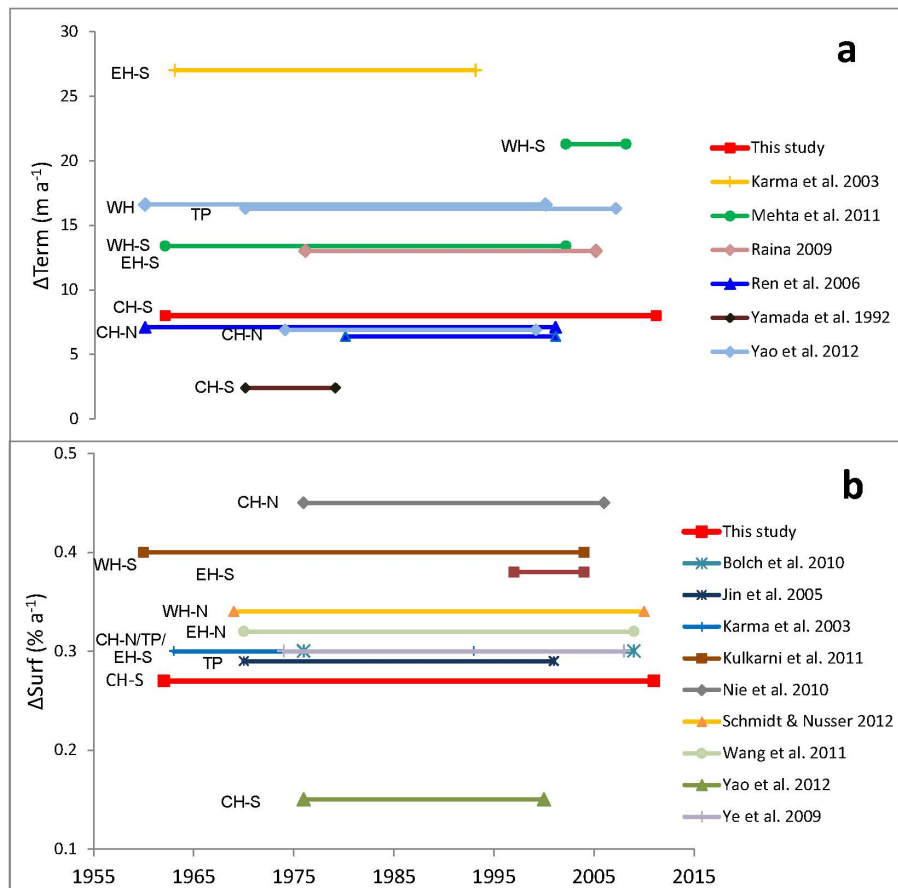 a
30
25
20
15
10
5
0
ΔTerm (m a⁻¹)
EH-S
WH-S
WH
TP
WH-S
EH-S
CH-S
CH-N
CH-N
CH-S
This study
Karma et al. 2003
Mehta et al. 2011
Raina 2009
Ren et al. 2006
Yamada et al. 1992
Yao et al. 2012
b
0.5
0.4
0.3
0.2
0.1
ΔSurf (% a⁻¹)
CH-N
WH-S
EH-S
WH-N
EH-N
CH-N/TP/
EH-S
TP
CH-S
CH-S
This study
Bolch et al. 2010
Jin et al. 2005
Karma et al. 2003
Kulkarni et al. 2011
Nie et al. 2010
Schmidt & Nusser 2012
Wang et al. 2011
Yao et al. 2012
Ye et al. 2009
1955 1965 1975 1985 1995 2005 2015